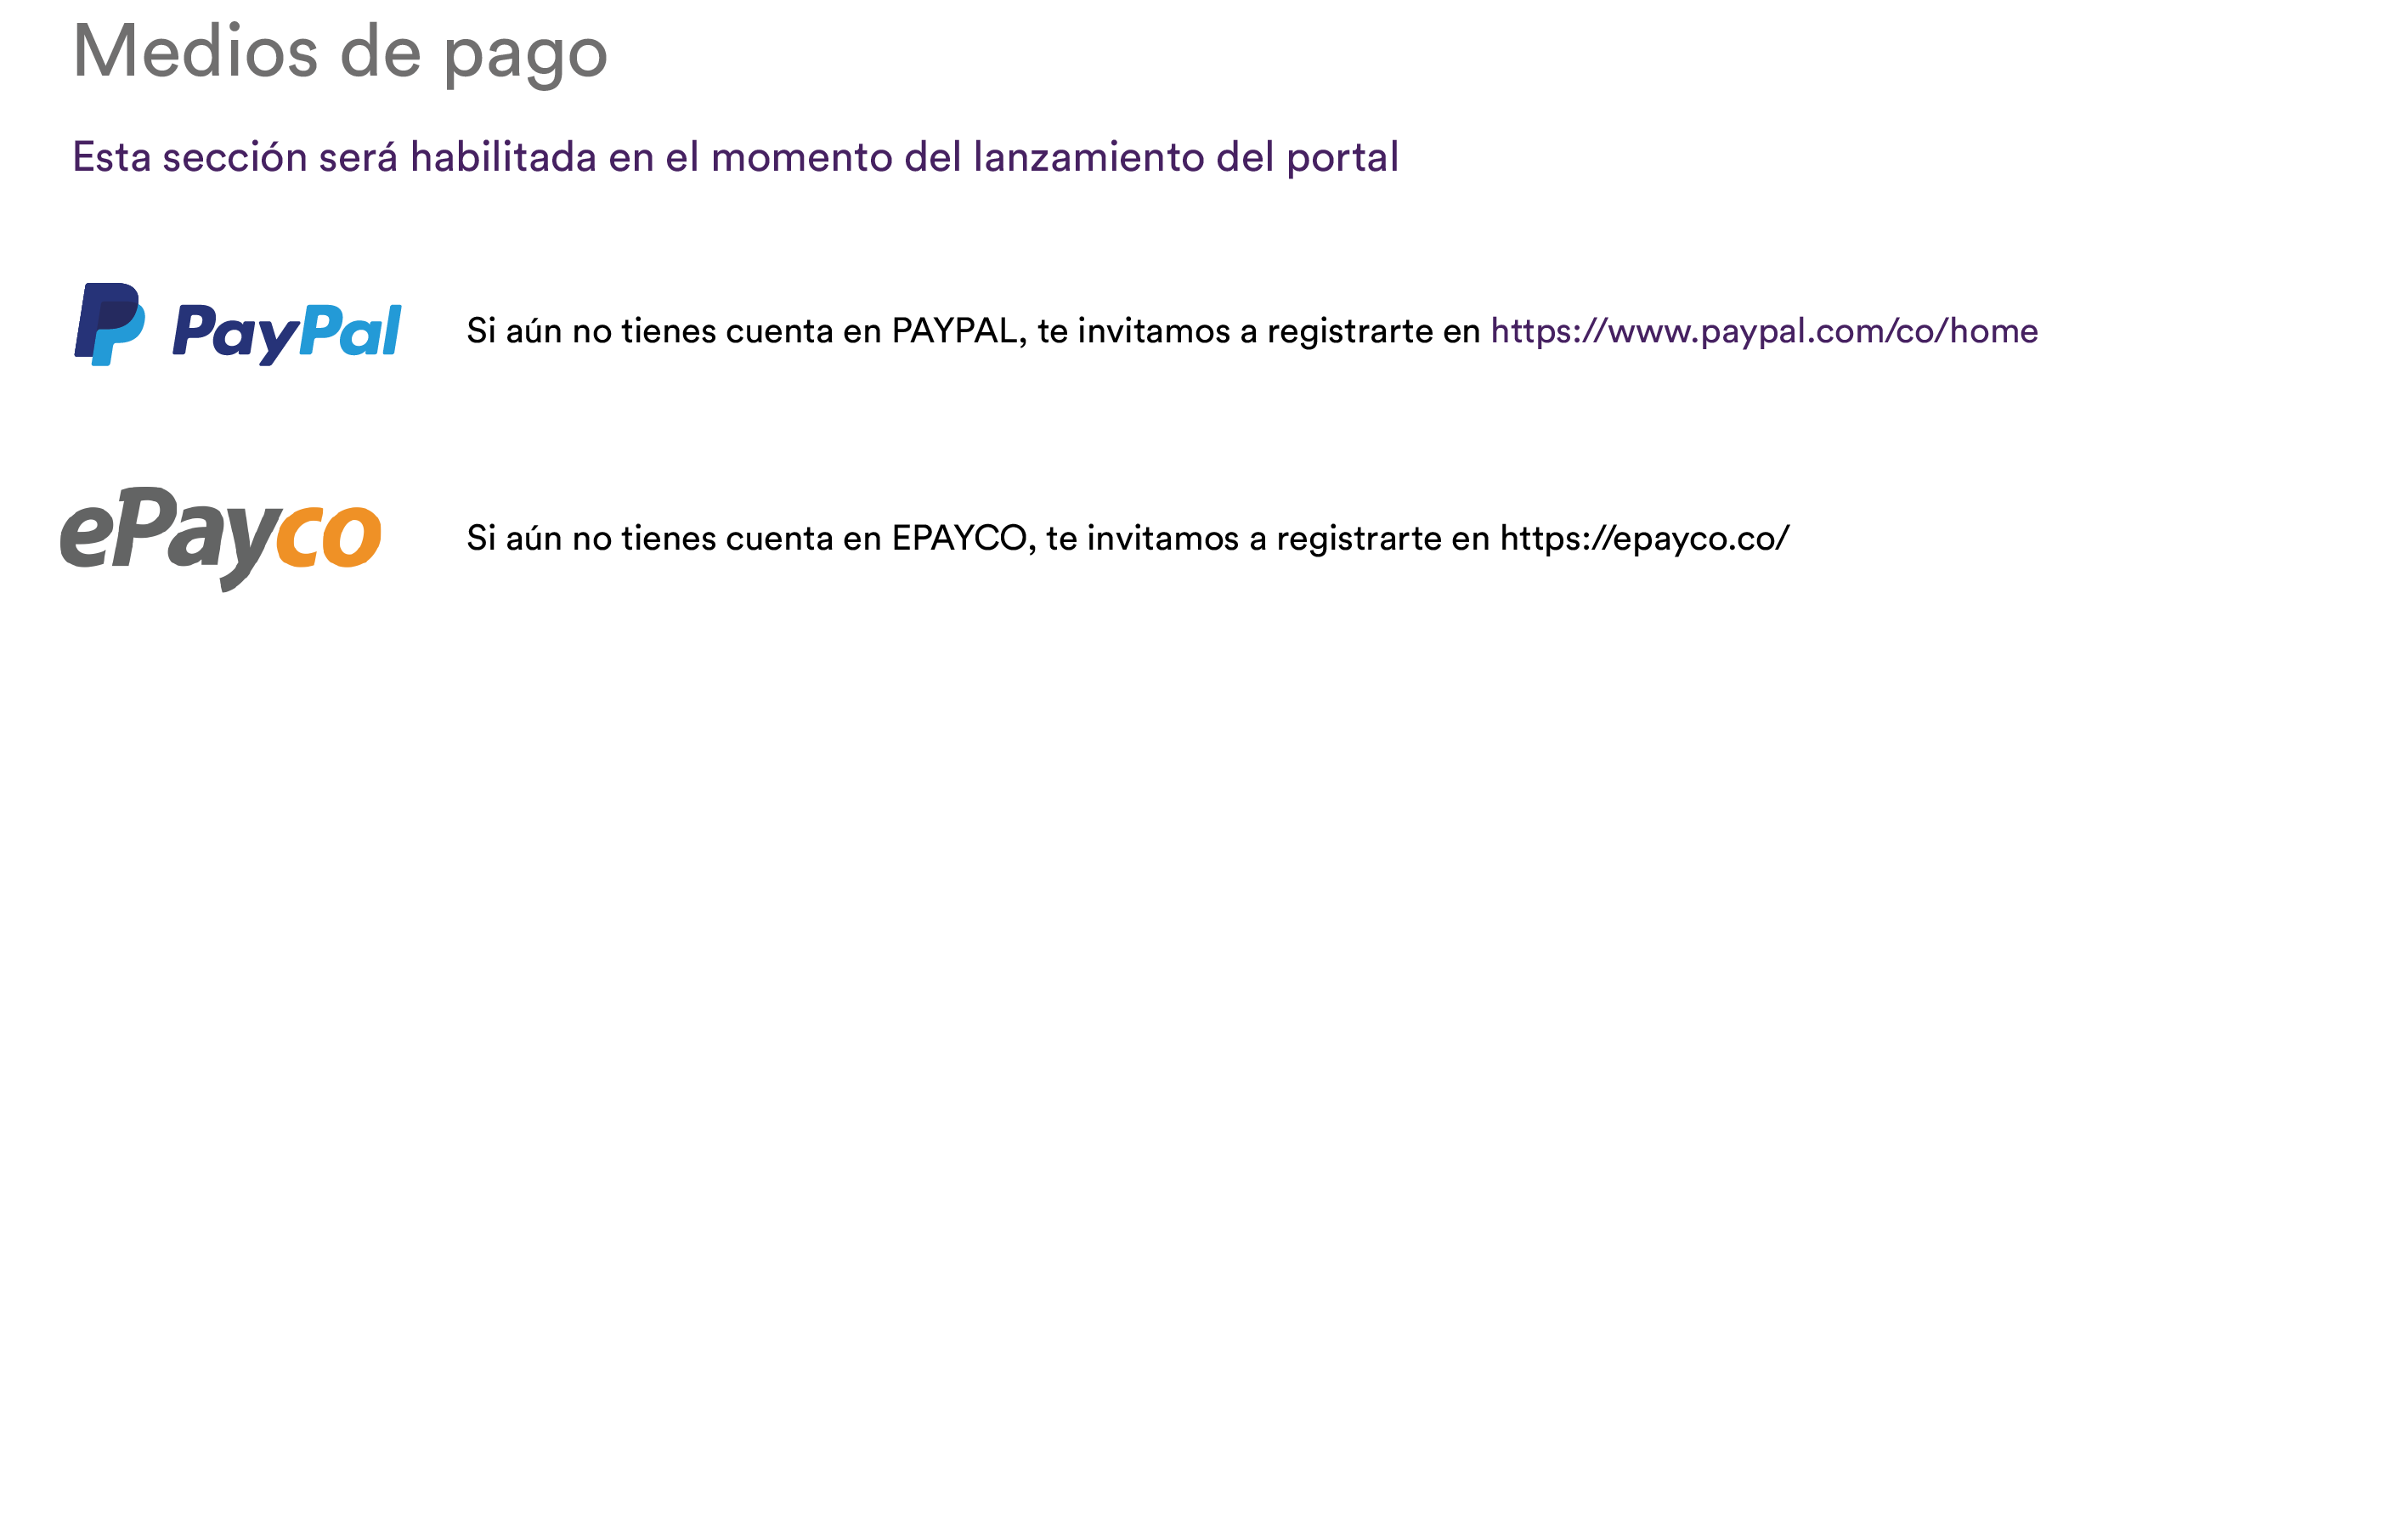 Medios de pago
Esta sección será habilitada en el momento del lanzamiento del portal
PayPal
Si aún no tienes cuenta en PAYPAL, te invitamos a registrarte en https://www.paypal.com/co/home
ePayco
Si aún no tienes cuenta en EPAYCO, te invitamos a registrarte en https://epayco.co/